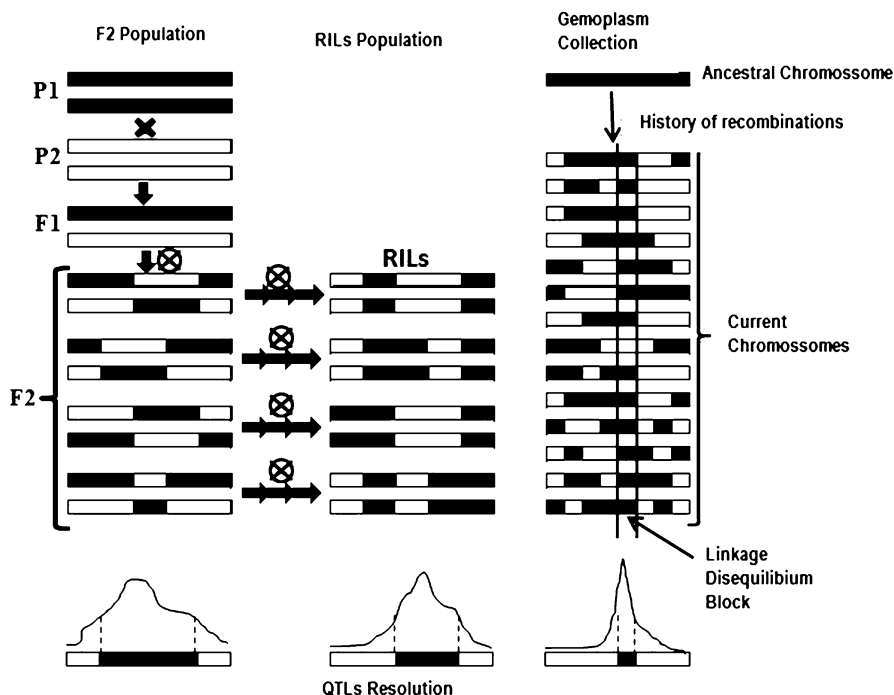 F2 Population
RILs Population
Gemoplasm
Collection
P1
P2
F1
F2
RILs
Ancestral Chromossome
History of recombinations
Current
Chromossomes
Linkage
Disequilibium
Block
QTLs Resolution